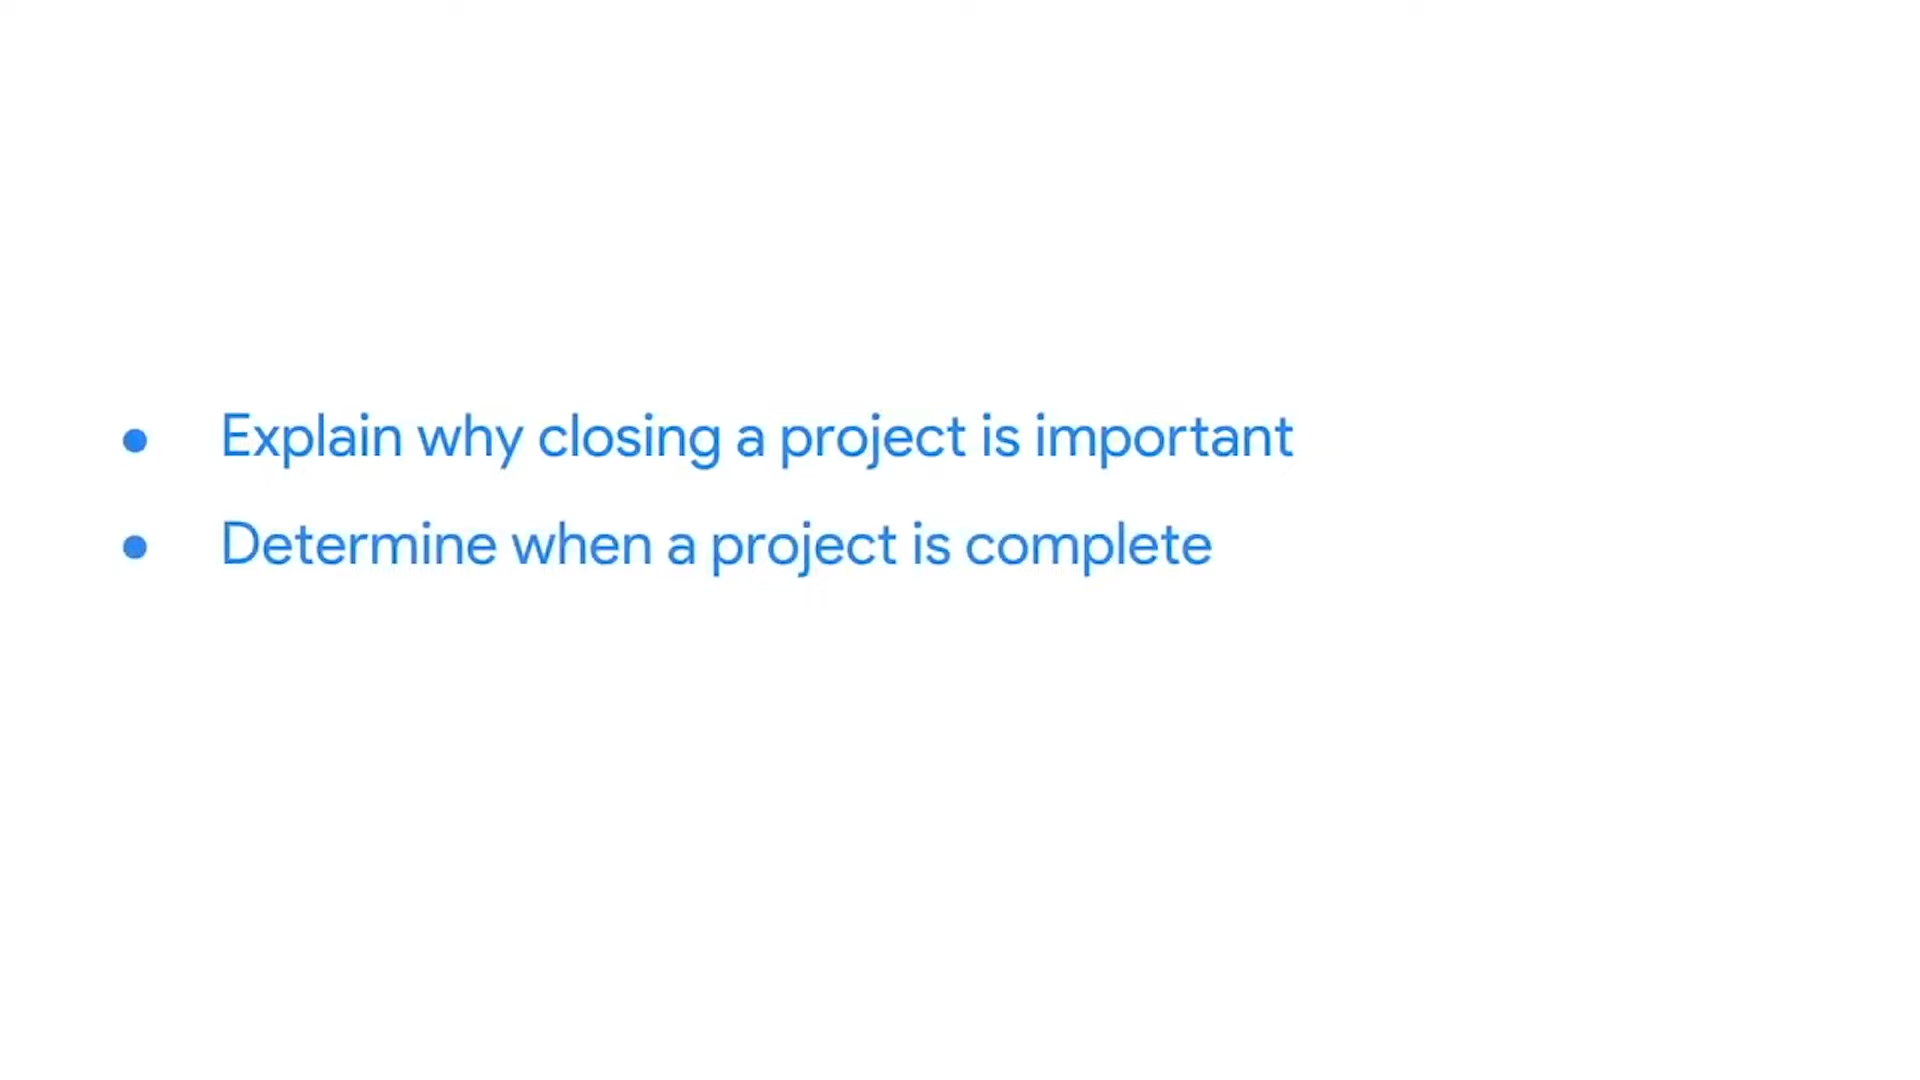 ● Explain why closing a project is important
● Determine when a project is complete